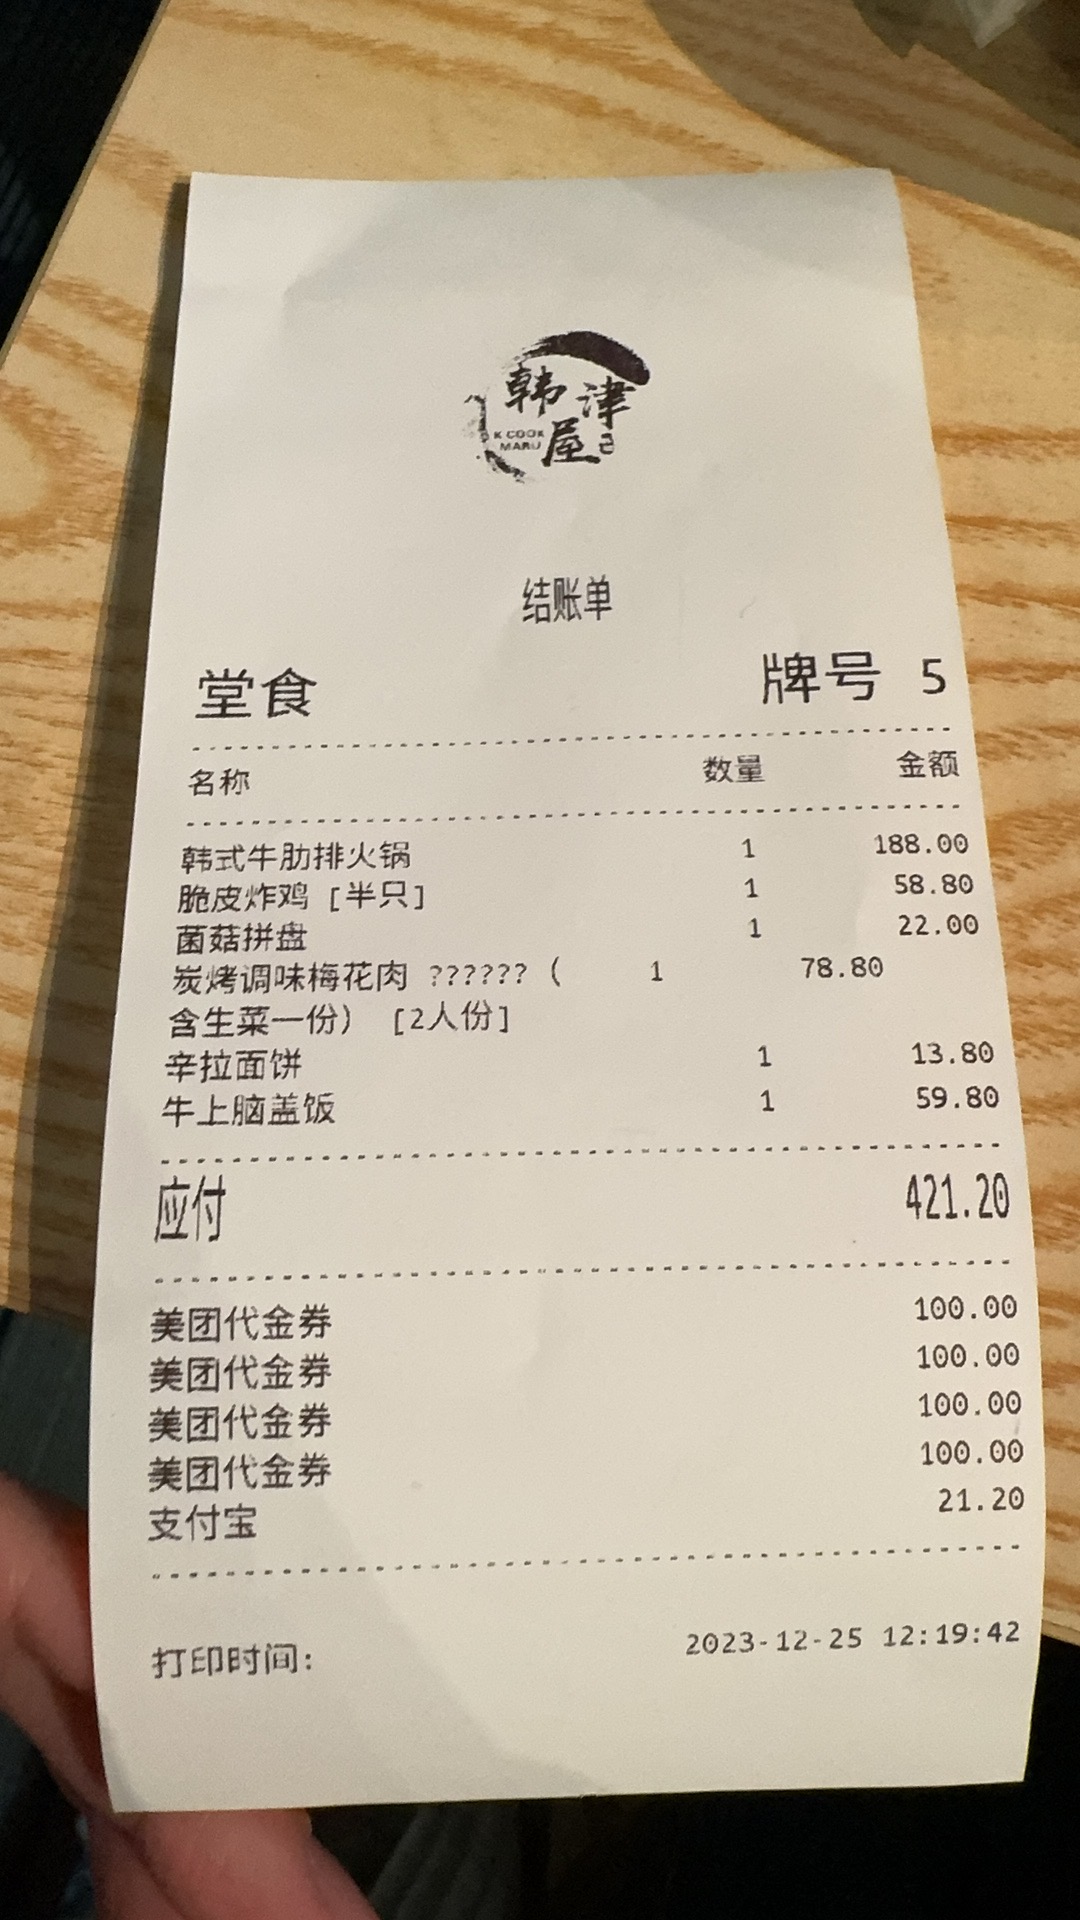 韩津
屋
K COOK
MARU
结账单
堂食 牌号 5
名称 数量 金额
韩式牛肋排火锅 1 188.00
脆皮炸鸡 [半只] 1 58.80
菌菇拼盘 1 22.00
炭烤调味梅花肉 ?????? ( 1 78.80
含生菜一份） [2人份]
辛拉面饼 1 13.80
牛上脑盖饭 1 59.80
应付 421.20
美团代金券 100.00
美团代金券 100.00
美团代金券 100.00
美团代金券 100.00
支付宝 21.20
打印时间: 2023-12-25 12:19:42